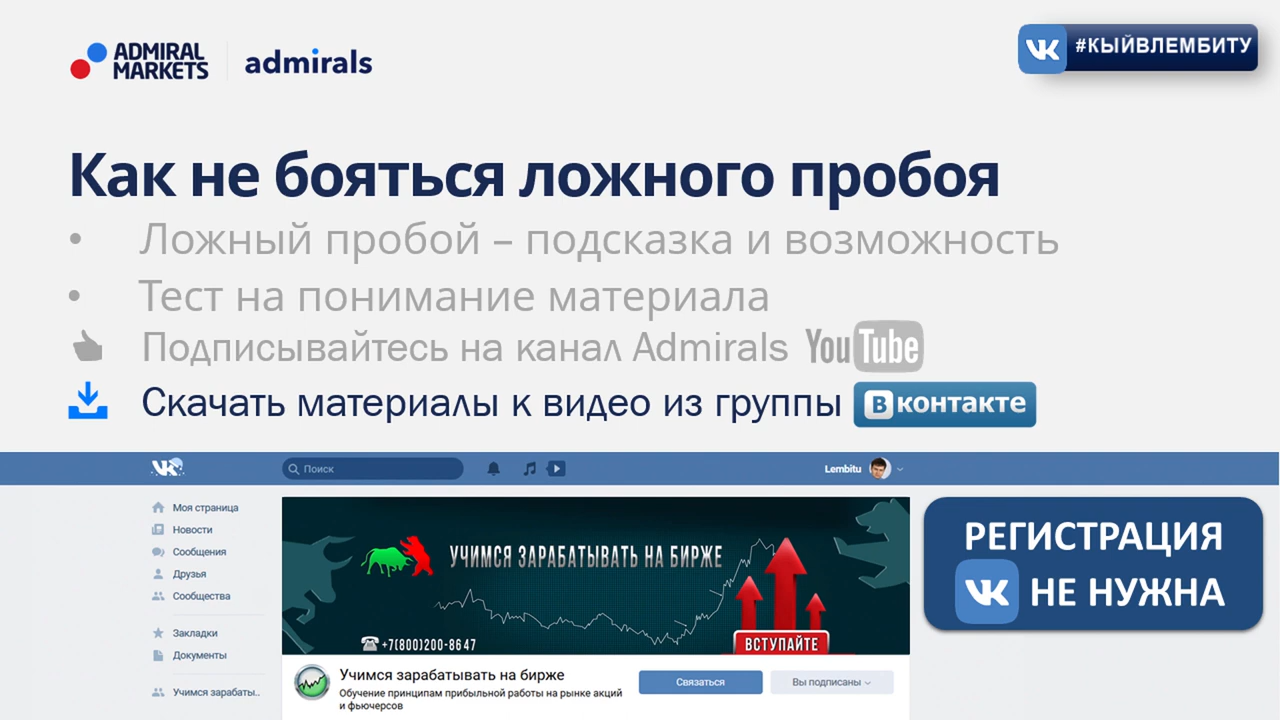 ADMIRAL
MARKETS
admirals
#КЫЙВЛЕМБИТУ
Как не бояться ложного пробоя
• Ложный пробой – подсказка и возможность
• Тест на понимание материала
Подписывайтесь на канал Admirals YouTube
Скачать материалы к видео из группы В контакте
Поиск
Lembitu
Моя страница
Новости
Сообщения
Друзья
Сообщества
Закладки
Документы
Учимся зарабаты..
УЧИМСЯ ЗАРАБАТЫВАТЬ НА БИРЖЕ
+7(800)200-8647
ВСТУПАЙТЕ
Учимся зарабатывать на бирже
Обучение принципам прибыльной работы на рынке акций
и фьючерсов
Связаться
Вы подписаны
РЕГИСТРАЦИЯ
НЕ НУЖНА